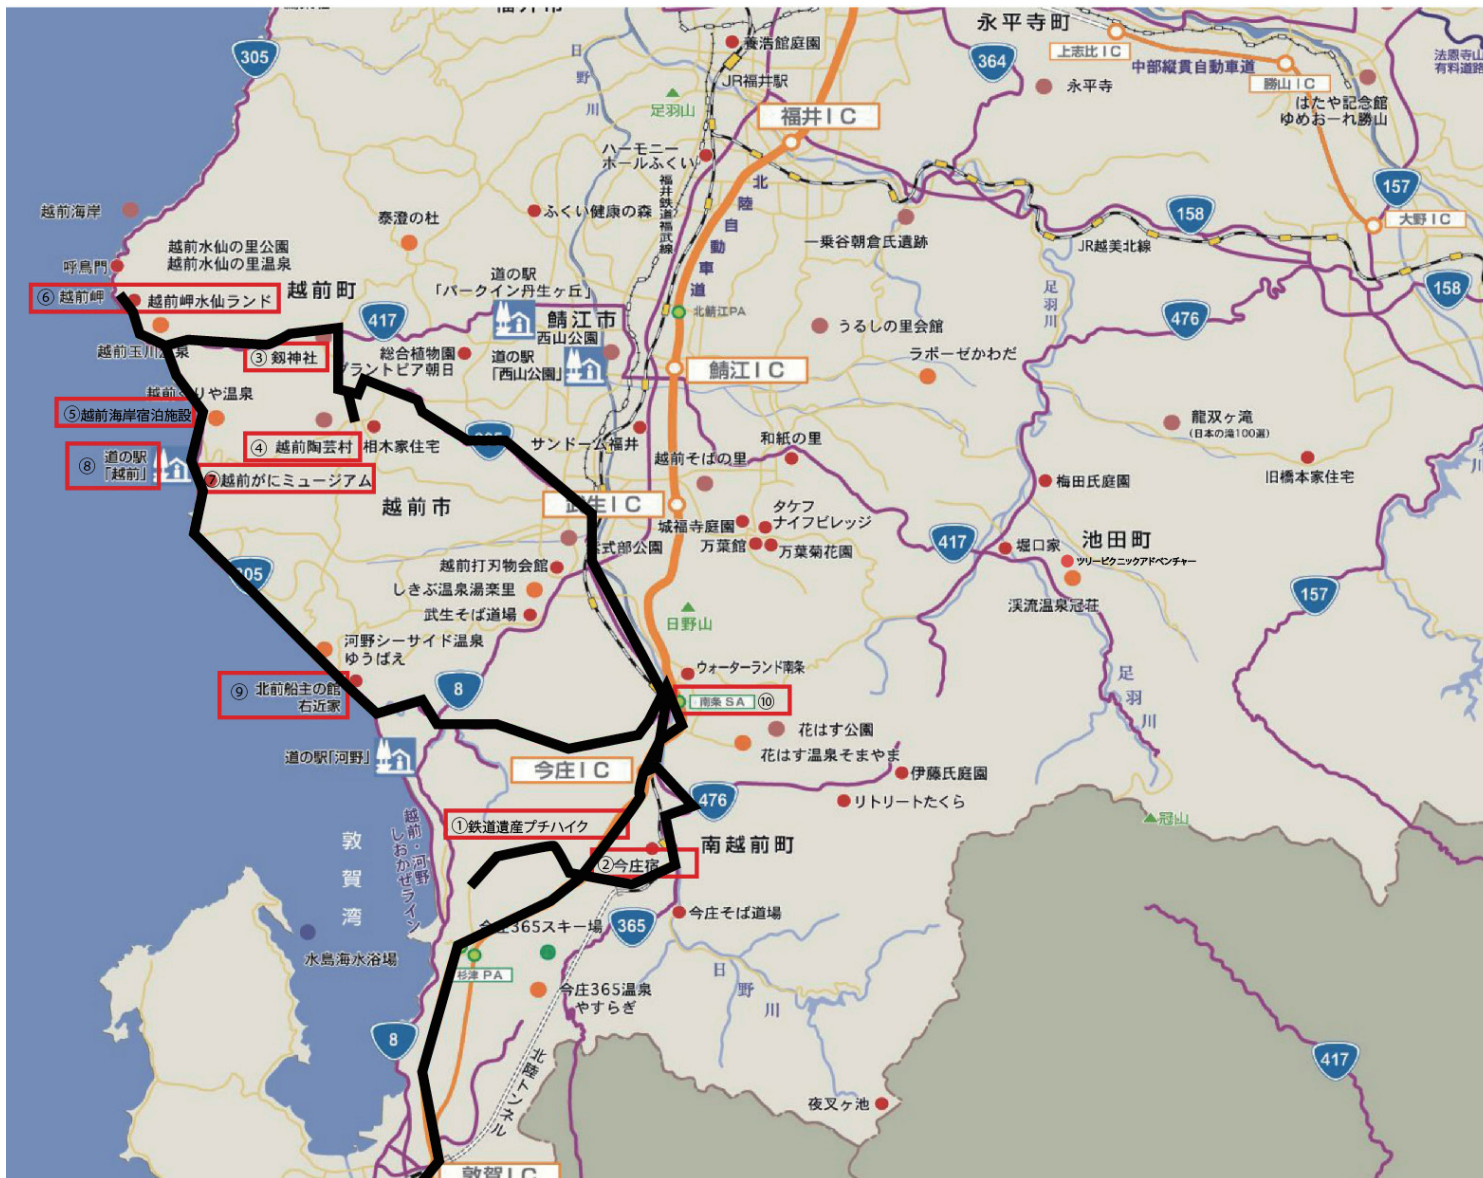 福井市
永平寺町
305
日野川
養浩館庭園
JR福井駅
足羽山
364
上志比IC
中部縦貫自動車道
勝山IC
法恩寺山
有料道路
永平寺
はたや記念館
ゆめおーれ勝山
福井IC
ハーモニー
ホールふくい
福井鉄道福武線
北陸自動車道
157
大野IC
越前海岸
泰澄の杜
ふくい健康の森
一乗谷朝倉氏遺跡
158
JR越美北線
越前水仙の里公園
越前水仙の里温泉
呼鳥門
⑥ 越前岬
越前岬水仙ランド
越前町
417
道の駅
「パークイン丹生ヶ丘」
鯖江市
西山公園
北鯖江PA
うるしの里会館
足羽川
158
476
越前玉川温泉
③ 剱神社
総合植物園
プラントピア朝日
道の駅
「西山公園」
鯖江IC
ラポーゼかわだ
⑤越前海岸宿泊施設
④ 越前陶芸村
相木家住宅
サンドーム福井
和紙の里
龍双ヶ滝
(日本の滝100選)
⑧ 道の駅
「越前」
⑦越前がにミュージアム
越前そばの里
梅田氏庭園
旧橋本家住宅
越前市
武生IC
城福寺庭園
タケフ
ナイフビレッジ
万葉館
万葉菊花園
417
堀口家
池田町
ツリーピクニックアドベンチャー
越前打刃物会館
しきぶ温泉湯楽里
武生そば道場
日野山
渓流温泉冠荘
157
河野シーサイド温泉
ゆうばえ
⑨ 北前船主の館
右近家
8
ウォーターランド南条
南条SA ⑩
足羽川
花はす公園
花はす温泉そまやま
道の駅「河野」
今庄IC
伊藤氏庭園
リトリートたくら
476
冠山
①鉄道遺産プチハイク
②今庄宿
南越前町
越前・河野
しおかぜライン
敦賀湾
今庄そば道場
365
今庄365スキー場
水島海水浴場
杉津PA
今庄365温泉
やすらぎ
日野川
8
北陸トンネル
417
夜叉ヶ池
敦賀IC